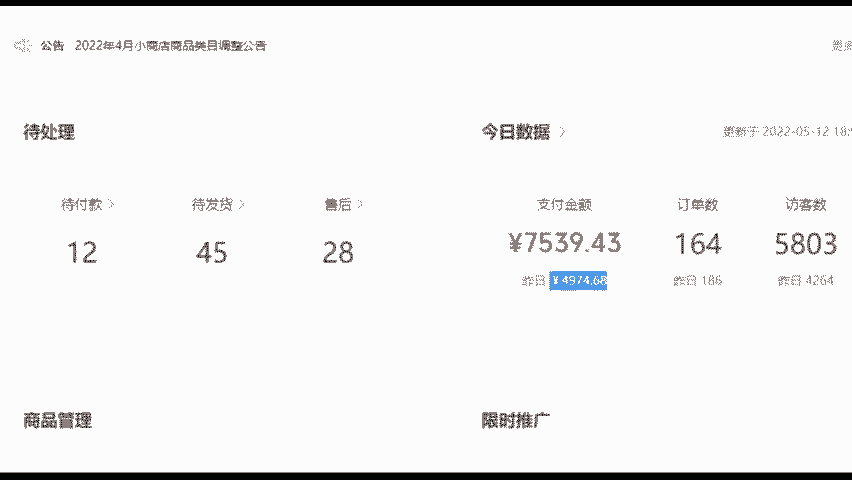 公告 2022年4月小商店商品类目调整公告
待处理
今日数据
更新于 2022-05-12 18:
待付款
待发货
售后
支付金额
订单数
访客数
12
45
28
¥7539.43
164
5803
昨日 ¥4974.68
昨日 186
昨日 4264
商品管理
限时推广